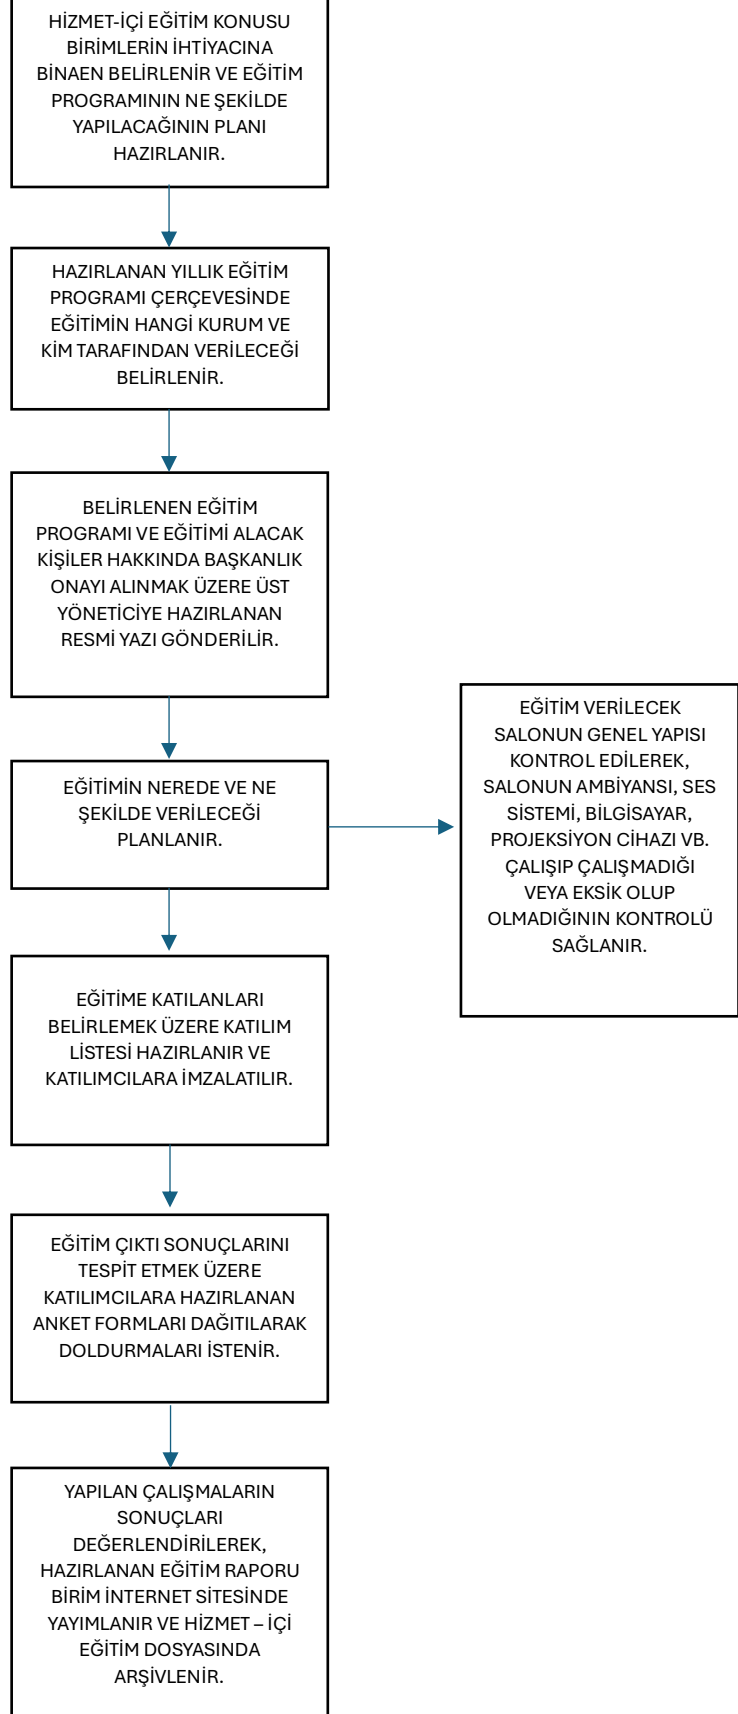 HİZMET-İÇİ EĞİTİM KONUSU
BİRİMLERİN İHTİYACINA
BİNAEN BELİRLENİR VE EĞİTİM
PROGRAMININ NE ŞEKİLDE
YAPILACAĞININ PLANI
HAZIRLANIR.
HAZIRLANAN YILLIK EĞİTİM
PROGRAMI ÇERÇEVESİNDE
EĞİTİMİN HANGİ KURUM VE
KİM TARAFINDAN VERİLECEĞİ
BELİRLENİR.
BELİRLENEN EĞİTİM
PROGRAMI VE EĞİTİMİ ALACAK
KİŞİLER HAKKINDA BAŞKANLIK
ONAYI ALINMAK ÜZERE ÜST
YÖNETİCİYE HAZIRLANAN
RESMİ YAZI GÖNDERİLİR.
EĞİTİMİN NEREDE VE NE
ŞEKİLDE VERİLECEĞİ
PLANLANIR.
EĞİTİM VERİLECEK
SALONUN GENEL YAPISI
KONTROL EDİLEREK,
SALONUN AMBİYANSI, SES
SİSTEMİ, BİLGİSAYAR,
PROJEKSİYON CİHAZI VB.
ÇALIŞIP ÇALIŞMADIĞI
VEYA EKSİK OLUP
OLMADIĞININ KONTROLÜ
SAĞLANIR.
EĞİTİME KATILANLARI
BELİRLEMEK ÜZERE KATILIM
LİSTESİ HAZIRLANIR VE
KATILIMCILARA İMZALATILIR.
EĞİTİM ÇIKTI SONUÇLARINI
TESPİT ETMEK ÜZERE
KATILIMCILARA HAZIRLANAN
ANKET FORMLARI DAĞITILARAK
DOLDURMALARI İSTENİR.
YAPILAN ÇALIŞMALARIN
SONUÇLARI
DEĞERLENDİRİLEREK,
HAZIRLANAN EĞİTİM RAPORU
BİRİM İNTERNET SİTESİNDE
YAYIMLANIR VE HİZMET – İÇİ
EĞİTİM DOSYASINDA
ARŞİVLENİR.